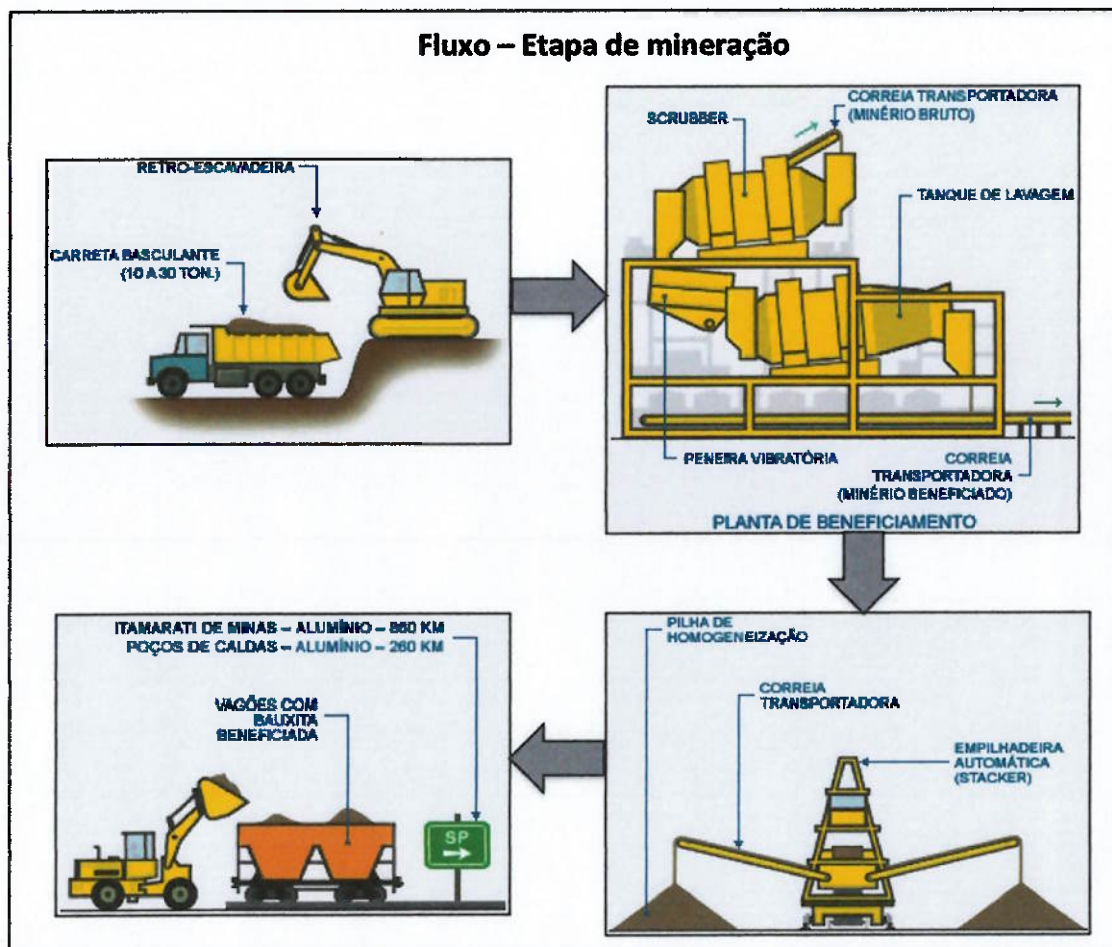 Fluxo – Etapa de mineração
RETRO-ESCAVADEIRA
CARRETA BASCULANTE
(10 A 30 TON.)
SCRUBBER
CORREIA TRANSPORTADORA
(MINÉRIO BRUTO)
TANQUE DE LAVAGEM
PENEIRA VIBRATÓRIA
CORREIA
TRANSPORTADORA
(MINÉRIO BENEFICIADO)
PLANTA DE BENEFICIAMENTO
PILHA DE
HOMOGENEIZAÇÃO
CORREIA
TRANSPORTADORA
EMPILHADEIRA
AUTOMÁTICA
(STACKER)
ITAMARATI DE MINAS – ALUMÍNIO – 860 KM
POÇOS DE CALDAS – ALUMÍNIO – 260 KM
VAGÕES COM
BAUXITA
BENEFICIADA
SP